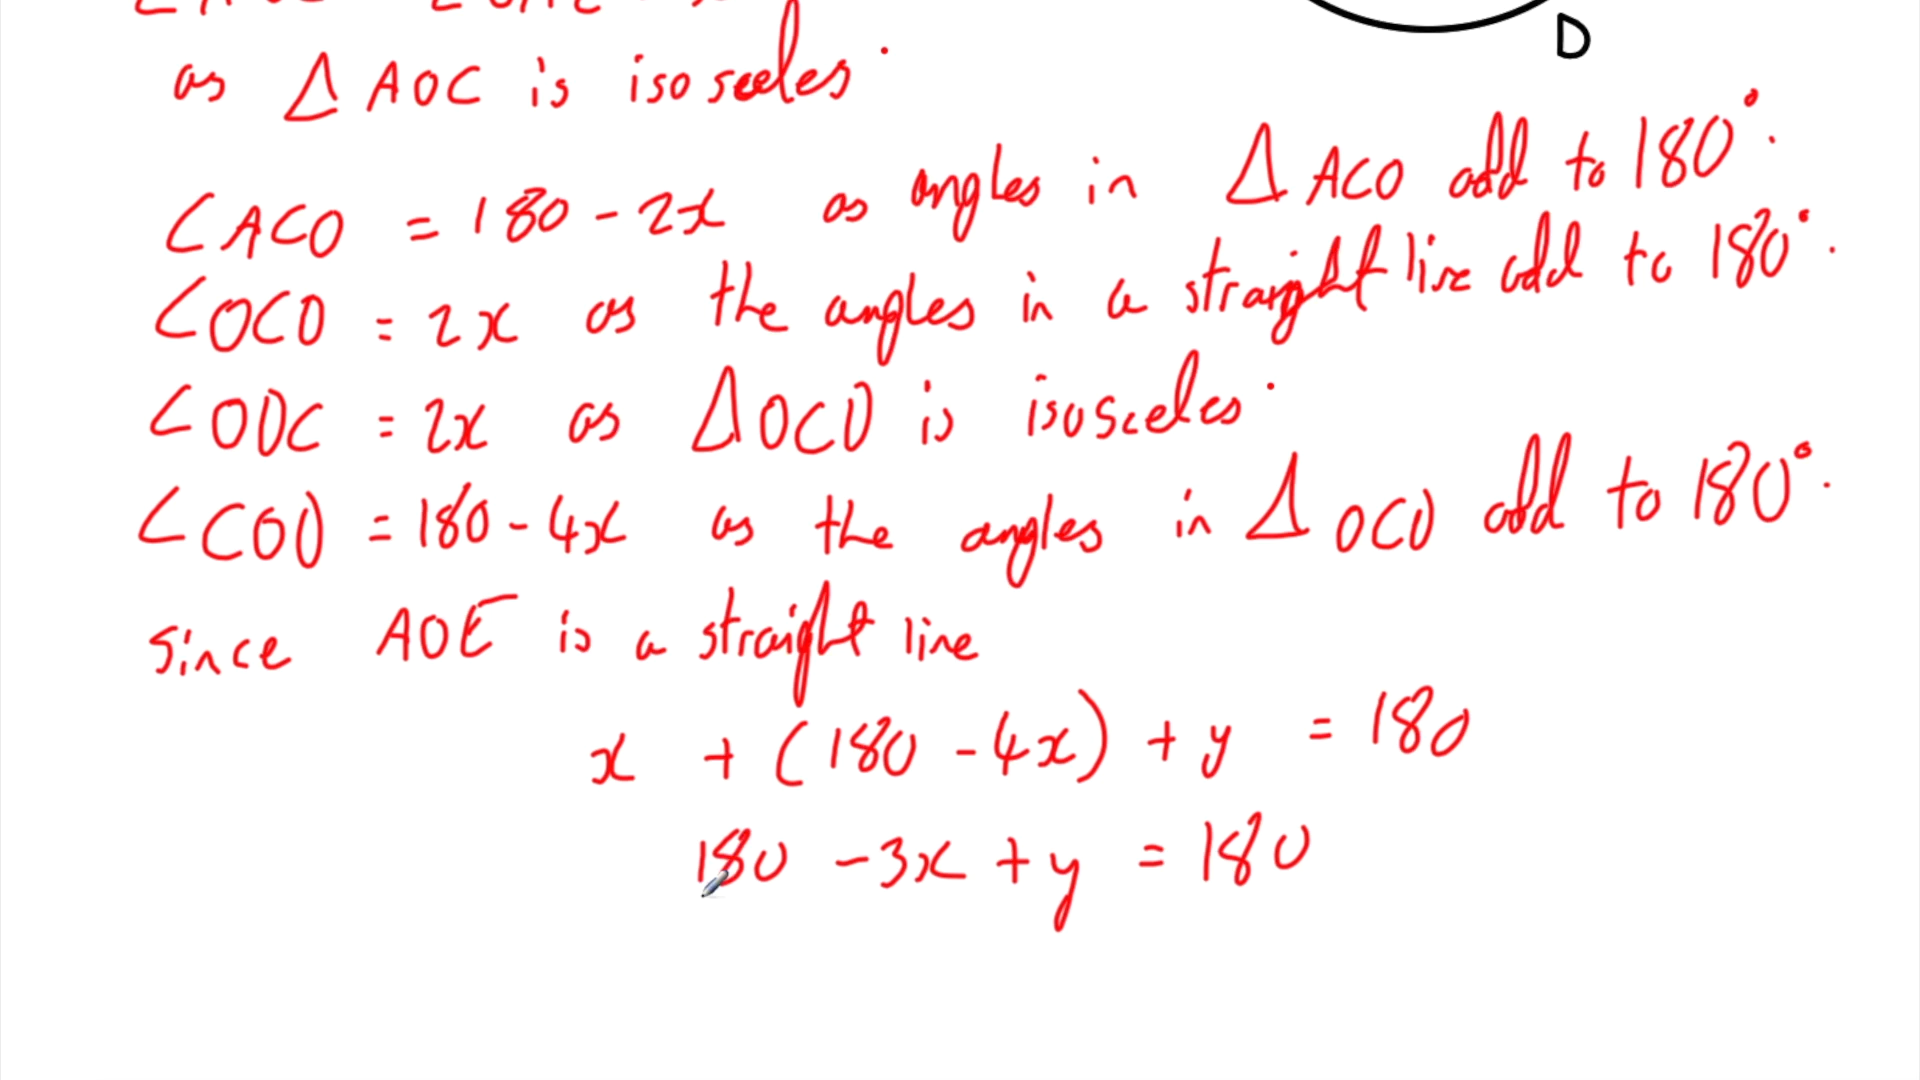 D
as △ AOC is isosceles.
∠ACO = 180 - 2x as angles in △ ACO add to 180°.
∠OCD = 2x as the angles in a straight line add to 180°.
∠ODC = 2x as △OCD is isosceles.
∠COD = 180 - 4x as the angles in △ OCD add to 180°.
Since AOE is a straight line
x + (180 - 4x) + y = 180
180 - 3x + y = 180